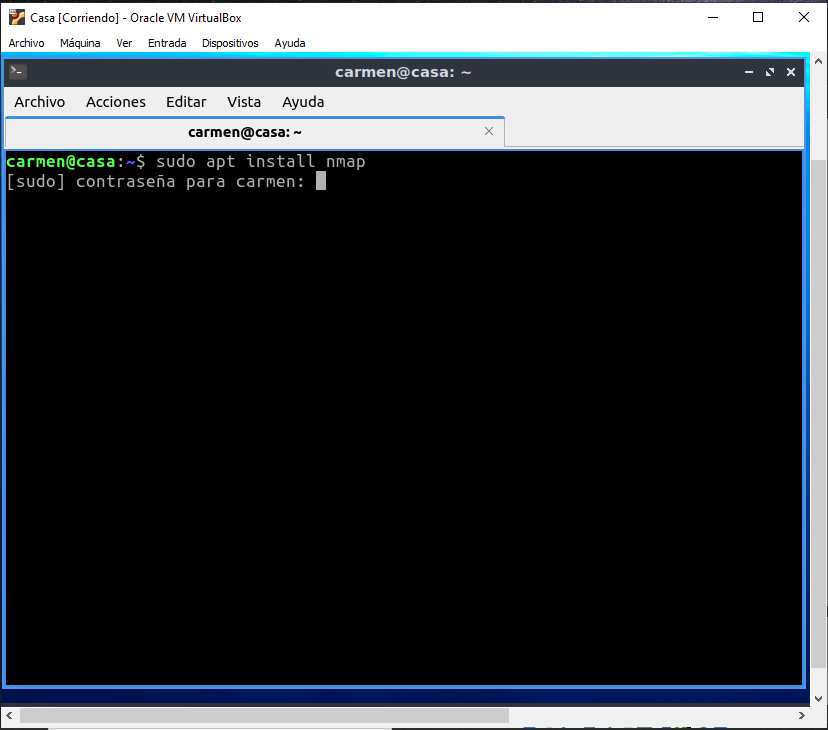 Casa [Corriendo] - Oracle VM VirtualBox
Archivo Máquina Ver Entrada Dispositivos Ayuda
carmen@casa: ~
Archivo Acciones Editar Vista Ayuda
carmen@casa: ~
carmen@casa:~$ sudo apt install nmap
[sudo] contraseña para carmen: